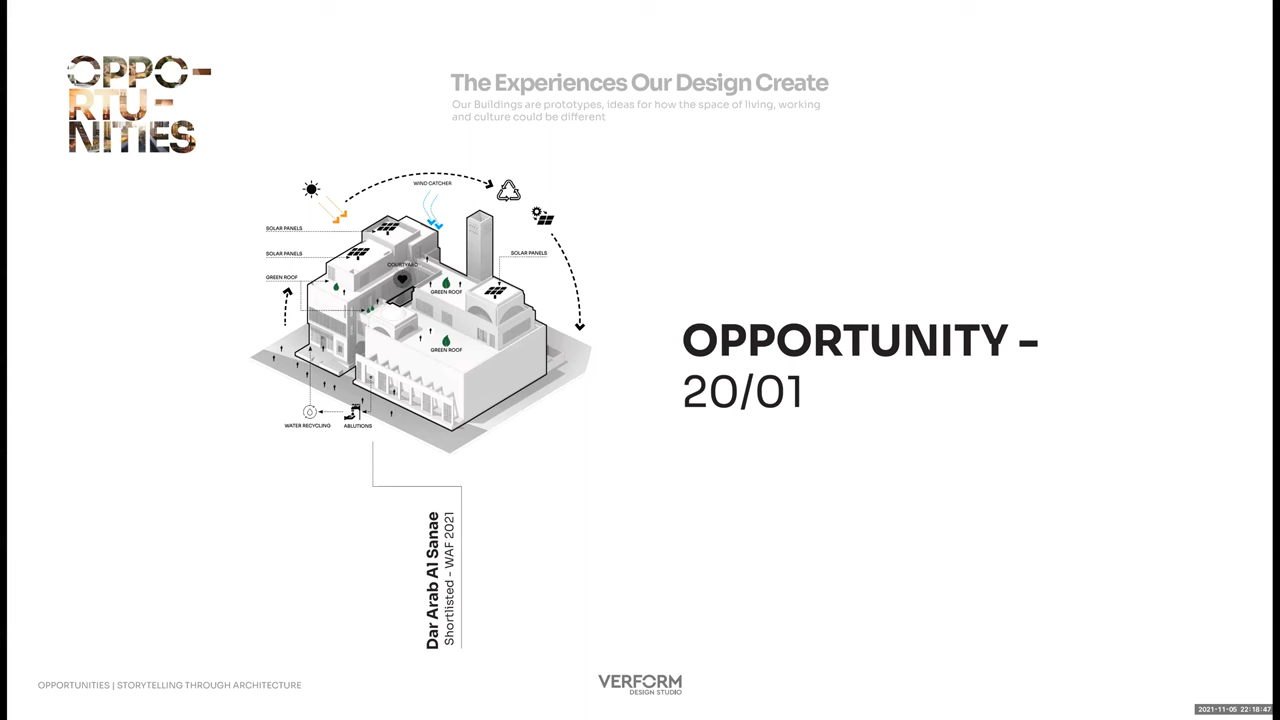 OPPO-
RTU-
NITIES
The Experiences Our Design Create
Our Buildings are prototypes, ideas for how the space of living, working
and culture could be different
WIND CATCHER
SOLAR PANELS
SOLAR PANELS
SOLAR PANELS
COURTYARD
GREEN ROOF
GREEN ROOF
GREEN ROOF
WATER RECYCLING
ABLUTIONS
OPPORTUNITY -
20/01
Dar Arab Al Sanae
Shortlisted - WAF 2021
OPPORTUNITIES | STORYTELLING THROUGH ARCHITECTURE
VERFORM
DESIGN STUDIO
2021-11-05 22:18:47